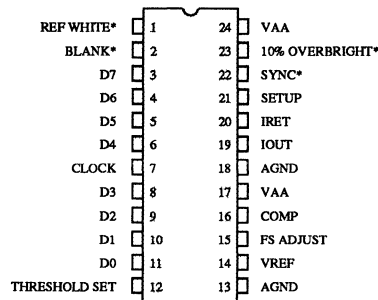 REF WHITE* 1 24 VAA
BLANK* 2 23 10% OVERBRIGHT*
D7 3 22 SYNC*
D6 4 21 SETUP
D5 5 20 IRET
D4 6 19 IOUT
CLOCK 7 18 AGND
D3 8 17 VAA
D2 9 16 COMP
D1 10 15 FS ADJUST
D0 11 14 VREF
THRESHOLD SET 12 13 AGND